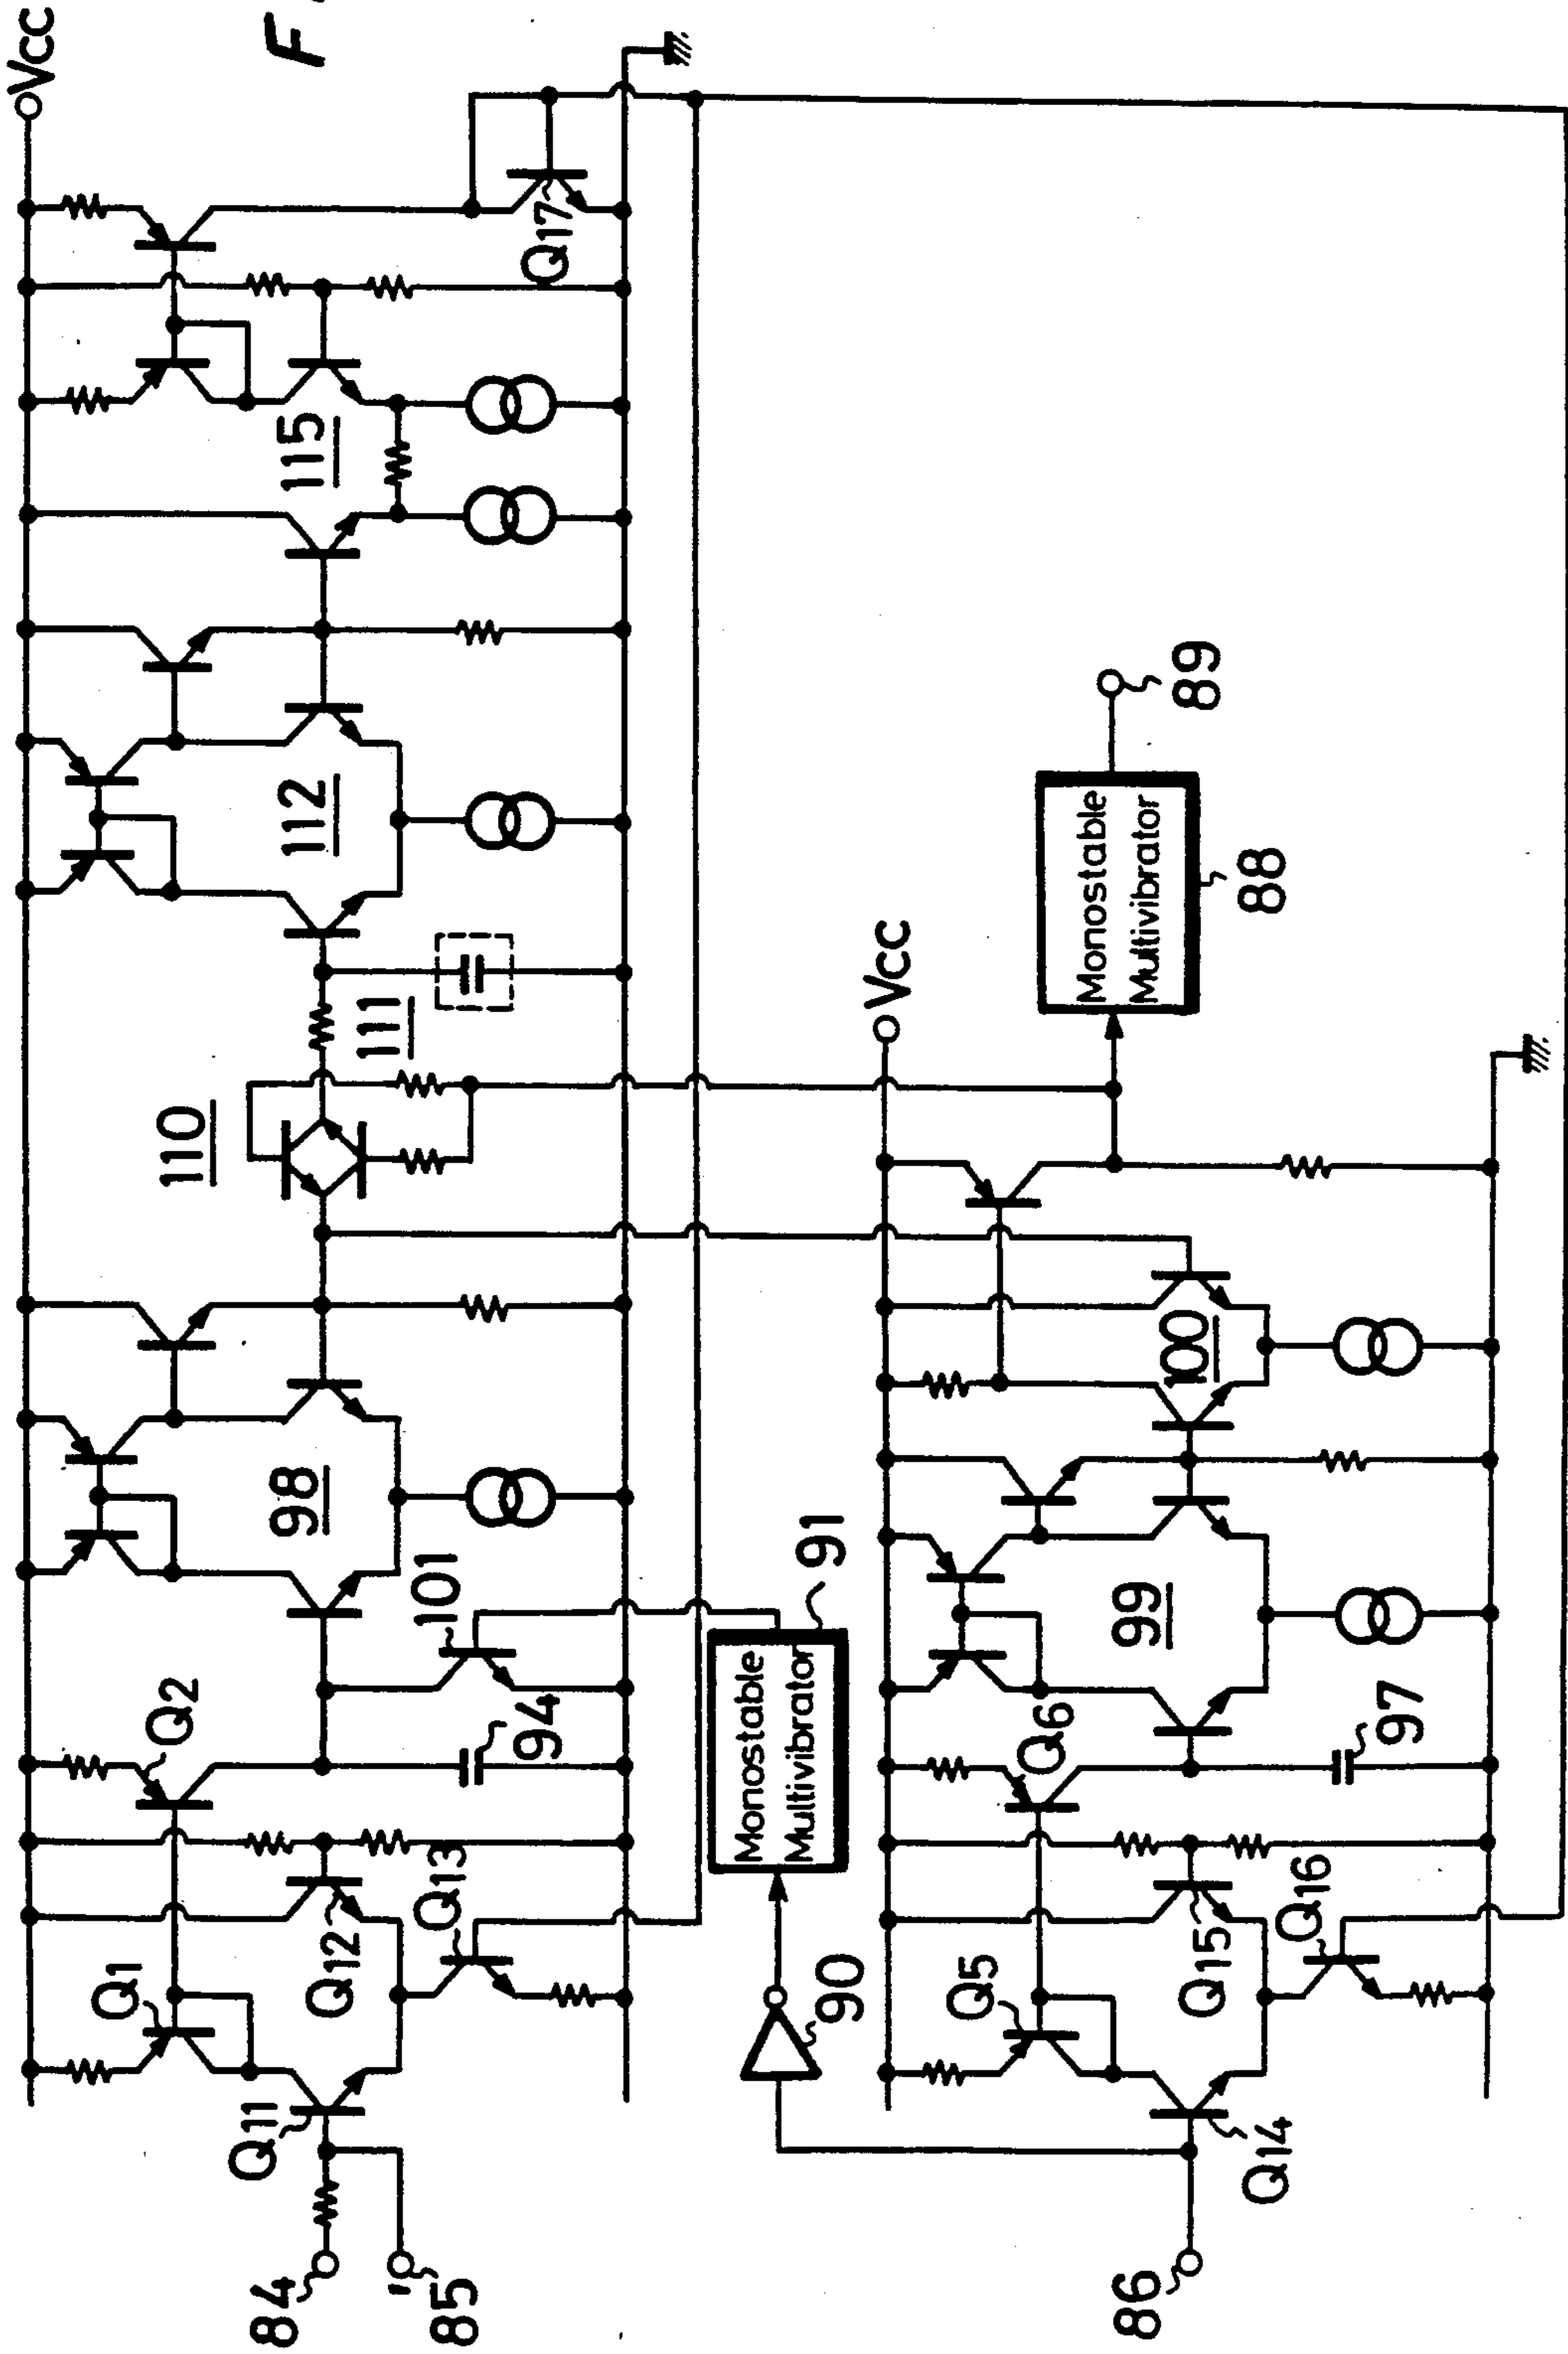 F
Vcc
84
85
Q11
Q1
Q12
Q13
Q2
94
101
98
110
111
112
115
Q17
90
Monostable
Multivibrator
91
Vcc
86
Q14
Q5
Q15
Q16
Q6
97
99
100
Monostable
Multivibrator
88
89